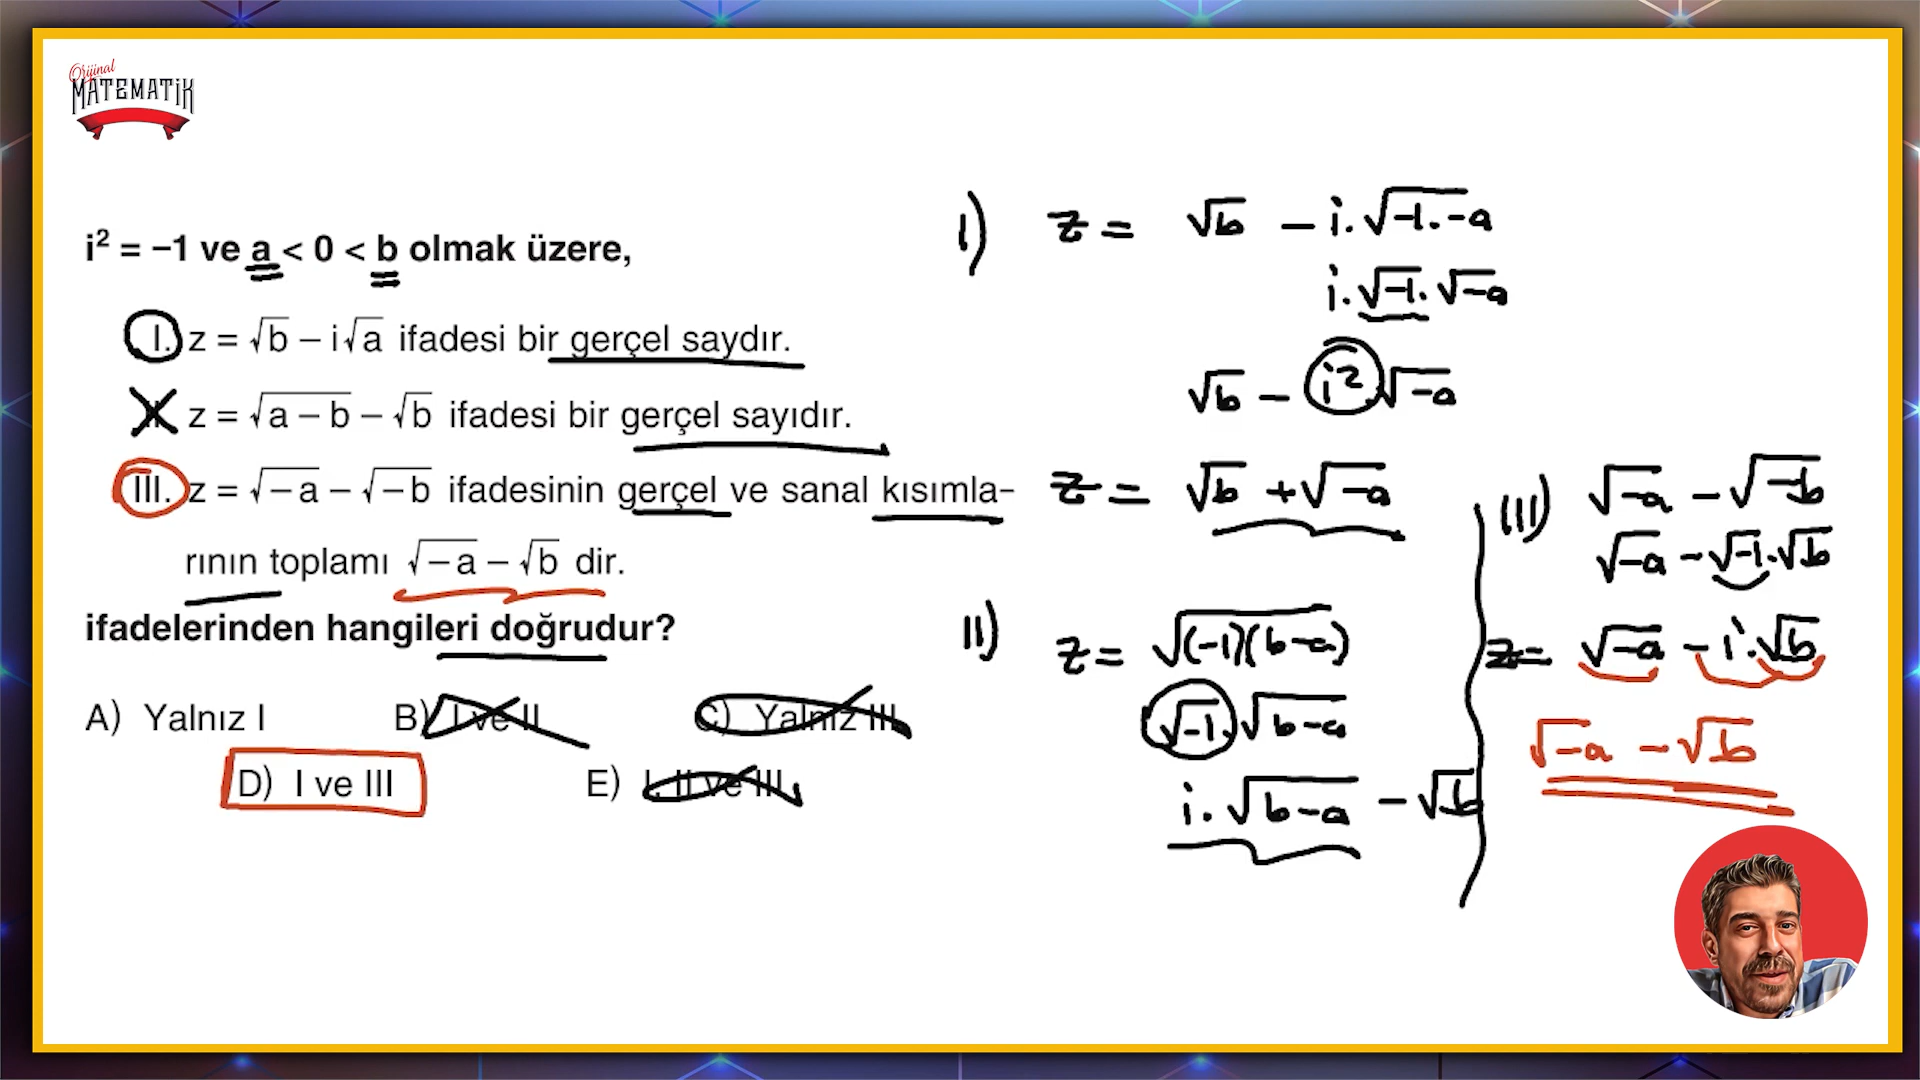 Orijinal
MATEMATİK
i² = −1 ve a < 0 < b olmak üzere,
I. z = √b − i√a ifadesi bir gerçel saydır.
II. z = √(a − b) − √b ifadesi bir gerçel sayıdır.
III. z = √(−a) − √(−b) ifadesinin gerçel ve sanal kısımla-
rının toplamı √(−a) − √b dir.
ifadelerinden hangileri doğrudur?
A) Yalnız I B) I ve II C) Yalnız III
D) I ve III E) I, II ve III
I) z = √b − i.√(−1.−a)
i.√(−1).√(−a)
√b − i²√(−a)
z = √b + √(−a)
II) z = √((−1)(b−a))
√(−1).√(b−a)
i.√(b−a) − √b
III) √(−a) − √(−b)
√(−a) − √(−1).√b
z = √(−a) − i.√b
√(−a) − √b